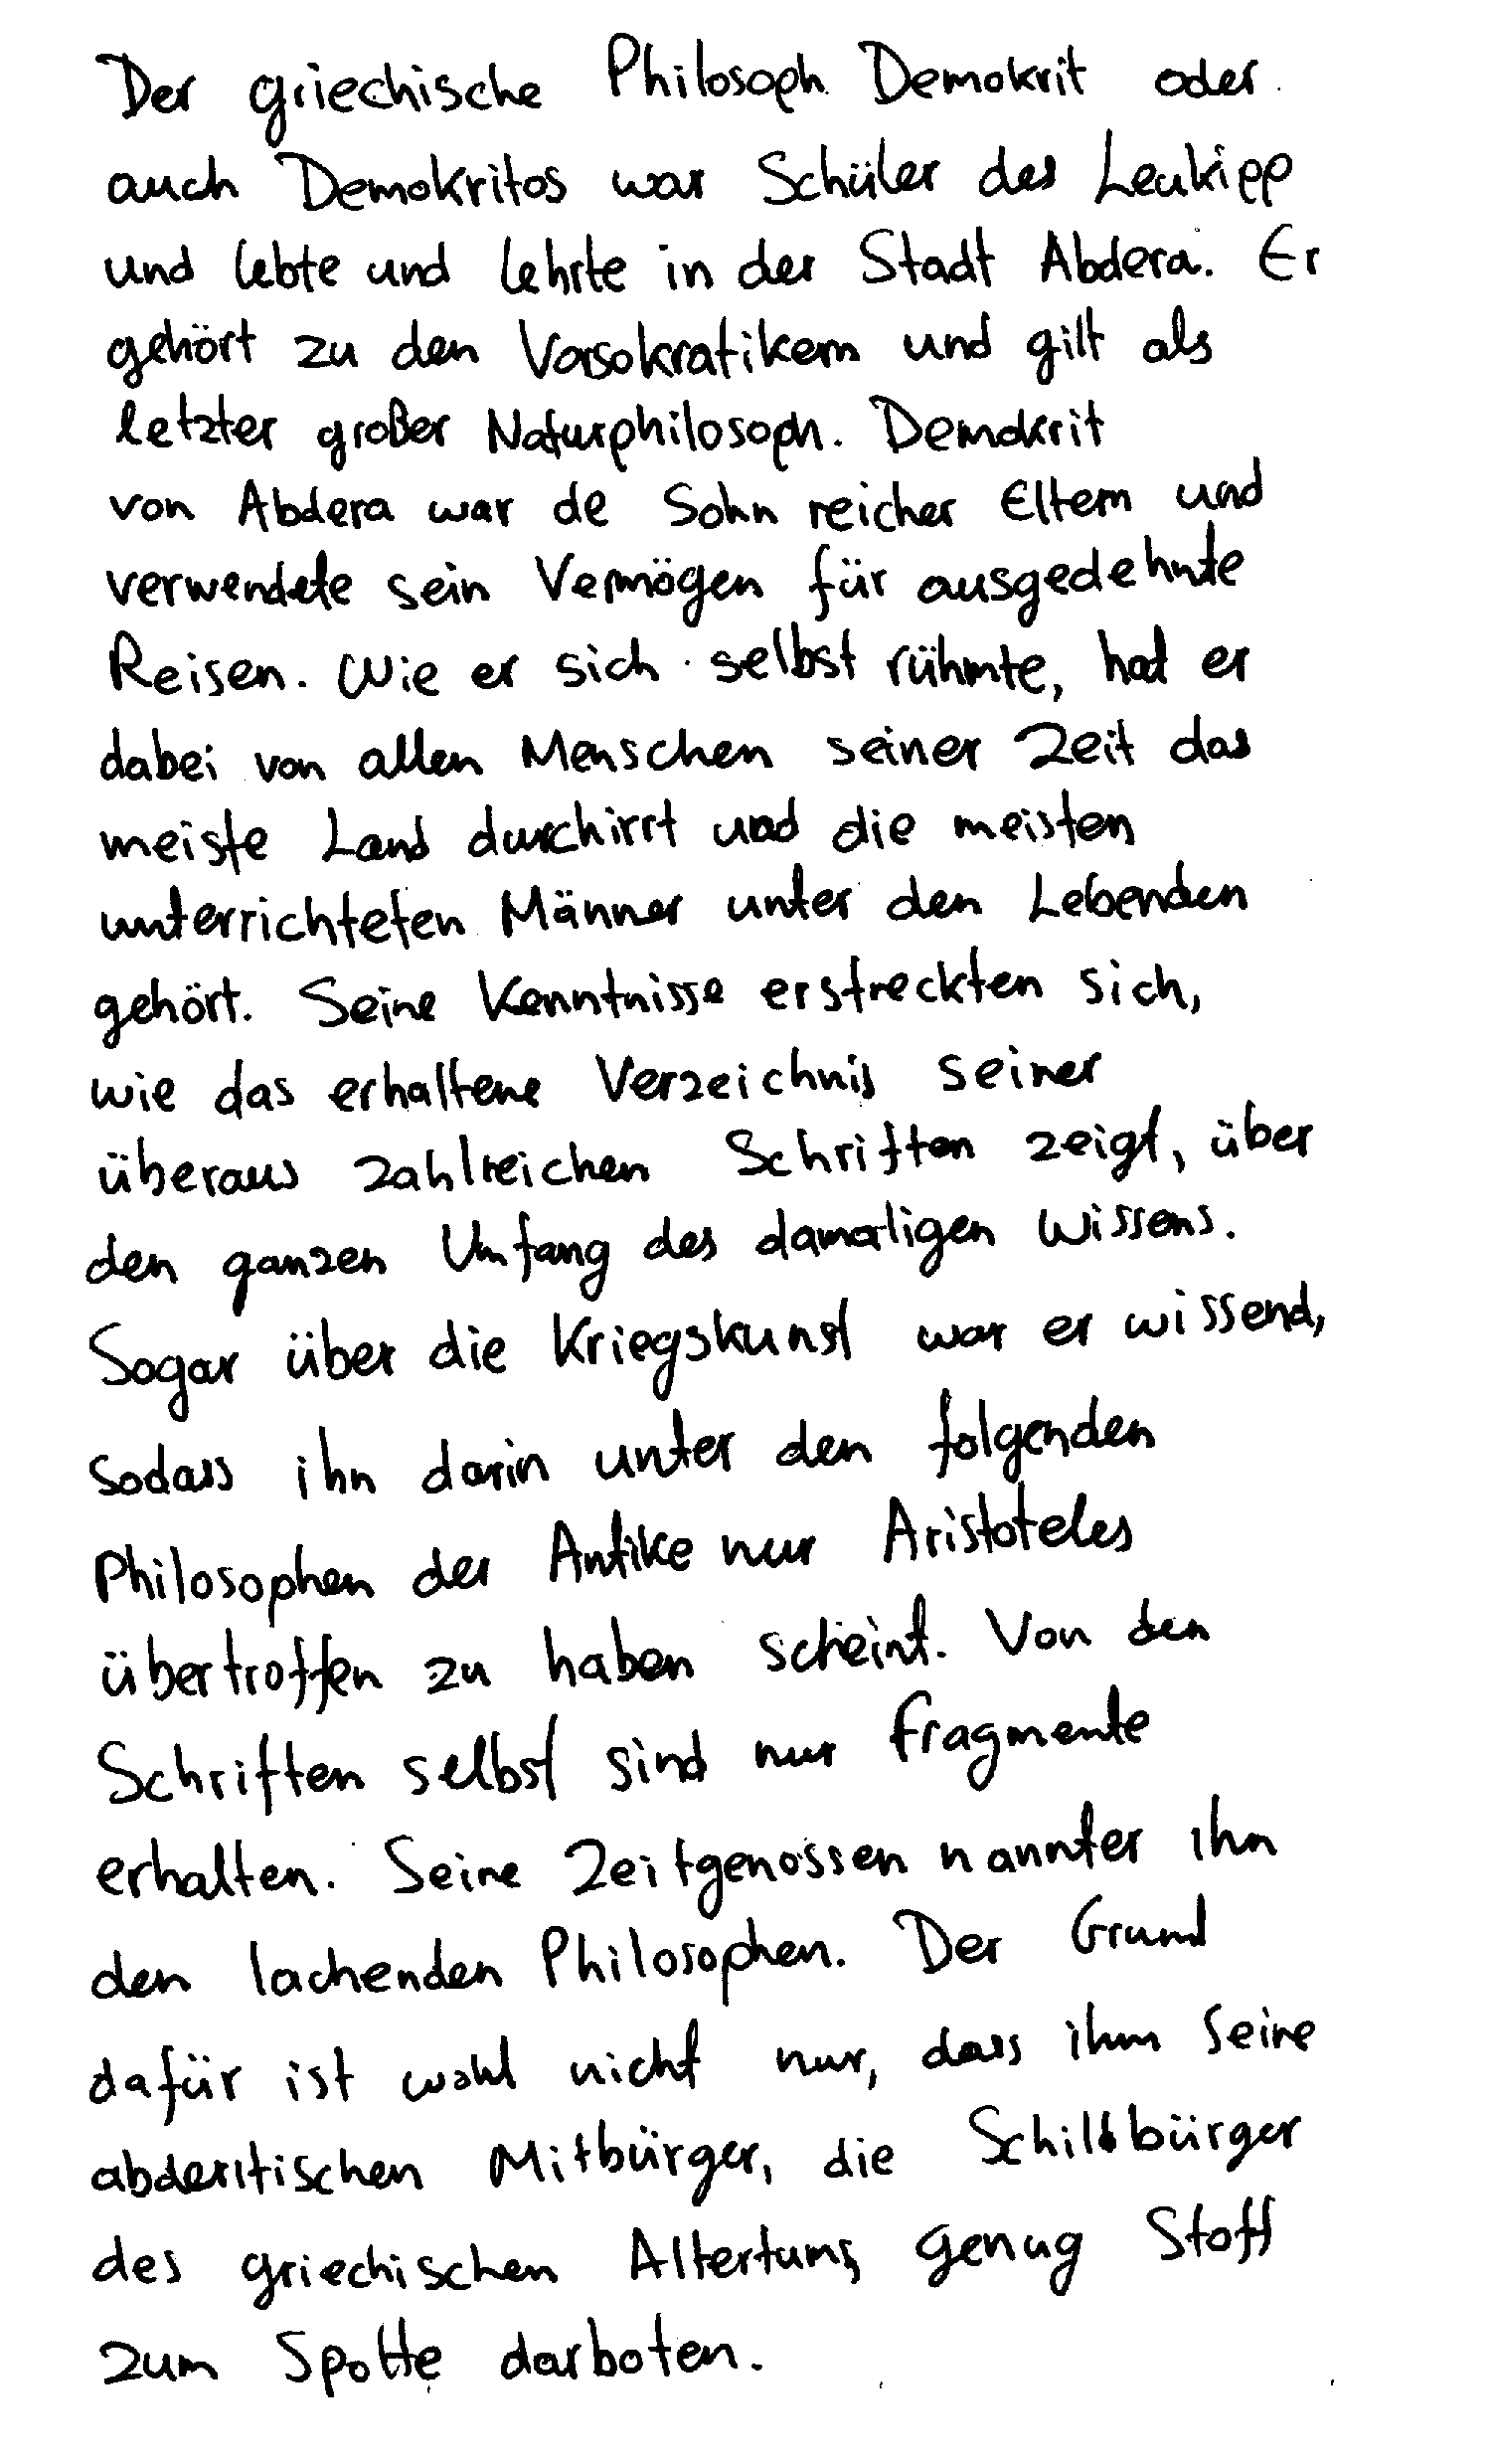 Der griechische Philosoph Demokrit oder
auch Demokritos war Schüler des Leukipp
und lebte und lehrte in der Stadt Abdera. Er
gehört zu den Vorsokratikern und gilt als
letzter großer Naturphilosoph. Demokrit
von Abdera war de Sohn reicher Eltern und
verwendete sein Vermögen für ausgedehnte
Reisen. Wie er sich selbst rühmte, hat er
dabei von allen Menschen seiner Zeit das
meiste Land durchirrt und die meisten
unterrichteten Männer unter den Lebenden
gehört. Seine Kenntnisse erstreckten sich,
wie das erhaltene Verzeichnis seiner
überaus zahlreichen Schriften zeigt, über
den ganzen Umfang des damaligen Wissens.
Sogar über die Kriegskunst war er wissend,
sodass ihn darin unter den folgenden
Philosophen der Antike nur Aristoteles
übertroffen zu haben scheint. Von den
Schriften selbst sind nur Fragmente
erhalten. Seine Zeitgenossen nannter ihn
den lachenden Philosophen. Der Grund
dafür ist wohl nicht nur, dass ihm seine
abderitischen Mitbürger, die Schildbürger
des griechischen Altertums, genug Stoff
zum Spotte darboten.